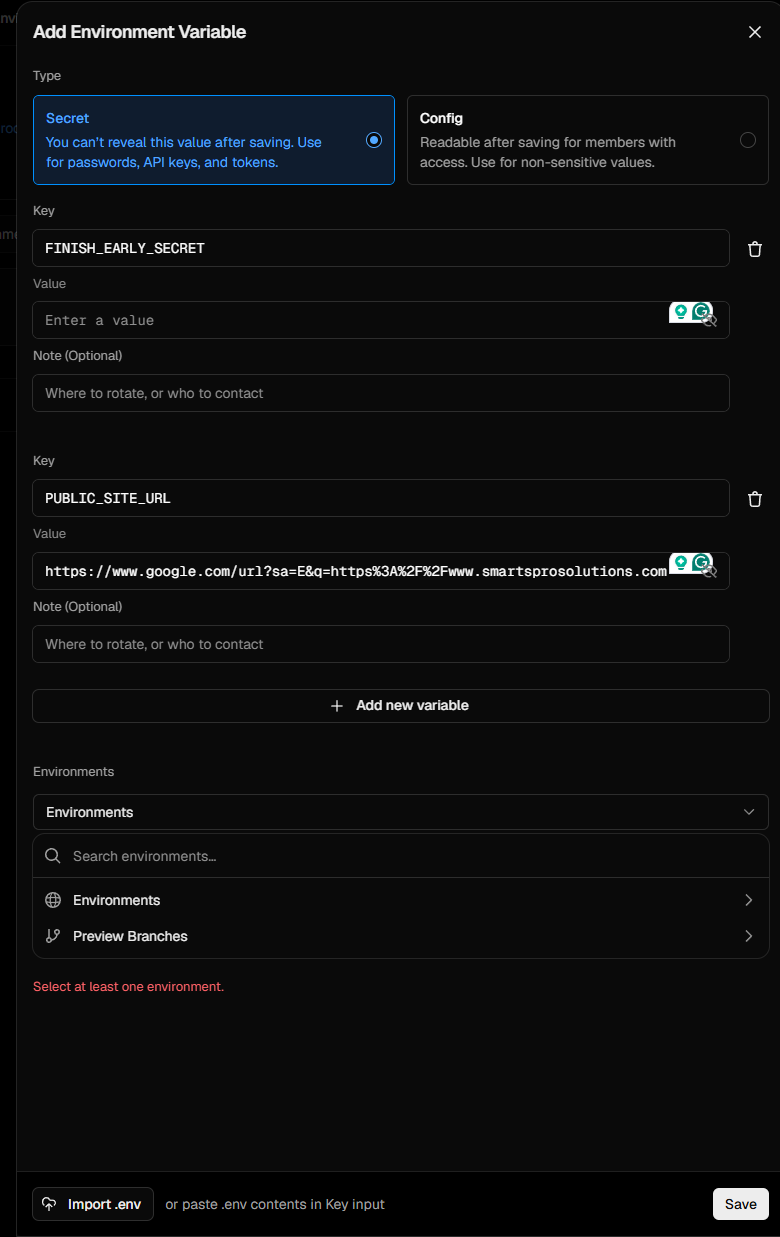 Add Environment Variable
Type
Secret
You can't reveal this value after saving. Use
for passwords, API keys, and tokens.
Config
Readable after saving for members with
access. Use for non-sensitive values.
Key
FINISH_EARLY_SECRET
Value
Enter a value
Note (Optional)
Where to rotate, or who to contact
Key
PUBLIC_SITE_URL
Value
https://www.google.com/url?sa=E&q=https%3A%2F%2Fwww.smartsprosolutions.com
Note (Optional)
Where to rotate, or who to contact
Add new variable
Environments
Environments
Search environments...
Environments
Preview Branches
Select at least one environment.
Import .env
or paste .env contents in Key input
Save